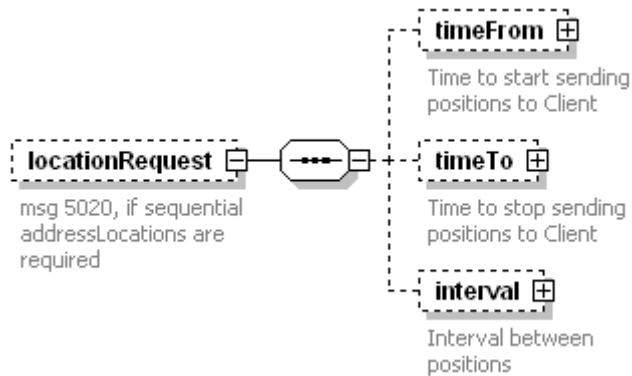 timeFrom
Time to start sending
positions to Client
locationRequest
msg 5020, if sequential
addressLocations are
required
timeTo
Time to stop sending
positions to Client
interval
Interval between
positions